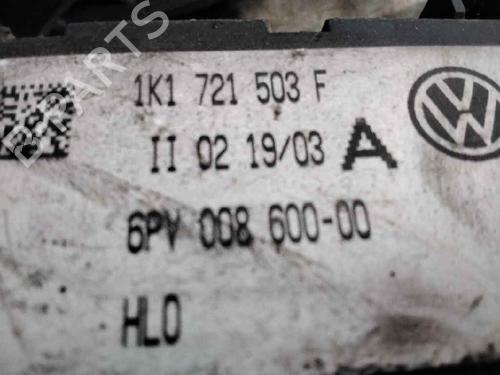 B-PARTS
1K1 721 503 F
II 02 19/03 A
6PV 008 600-00
HLO